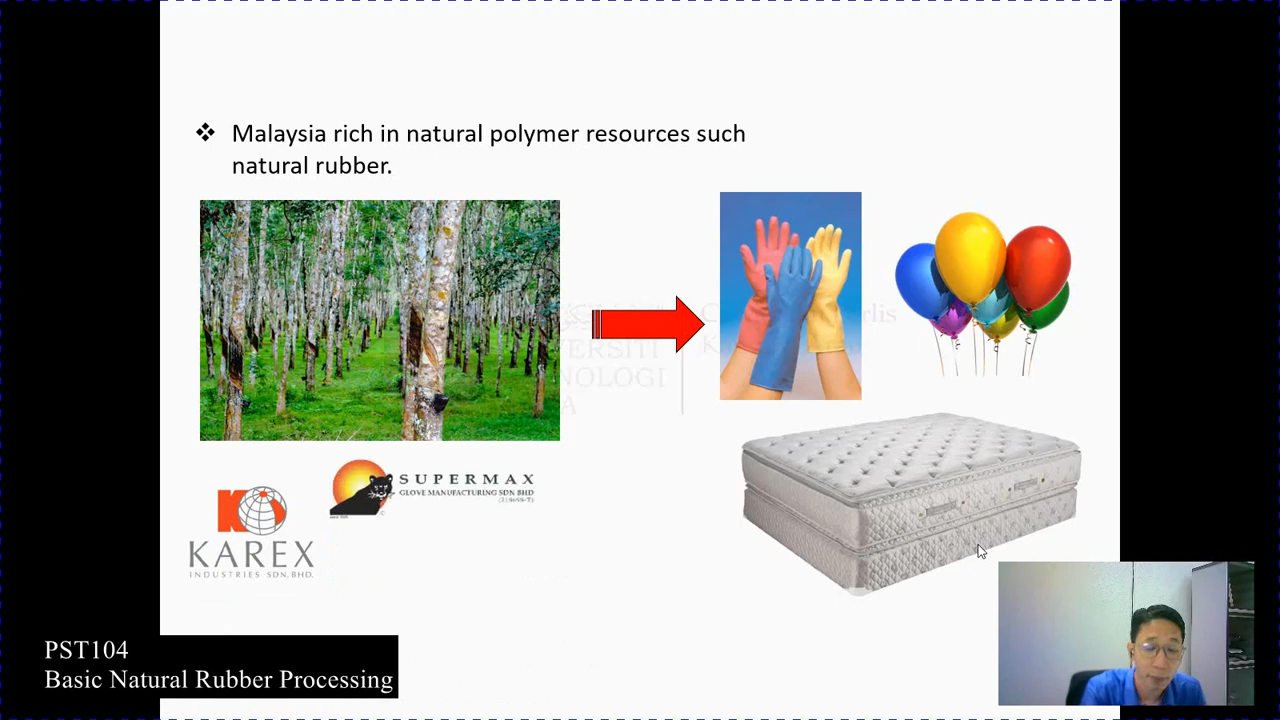 ❖ Malaysia rich in natural polymer resources such
natural rubber.
SUPERMAX
GLOVE MANUFACTURING SDN BHD
KAREX
INDUSTRIES SDN. BHD.
PST104
Basic Natural Rubber Processing